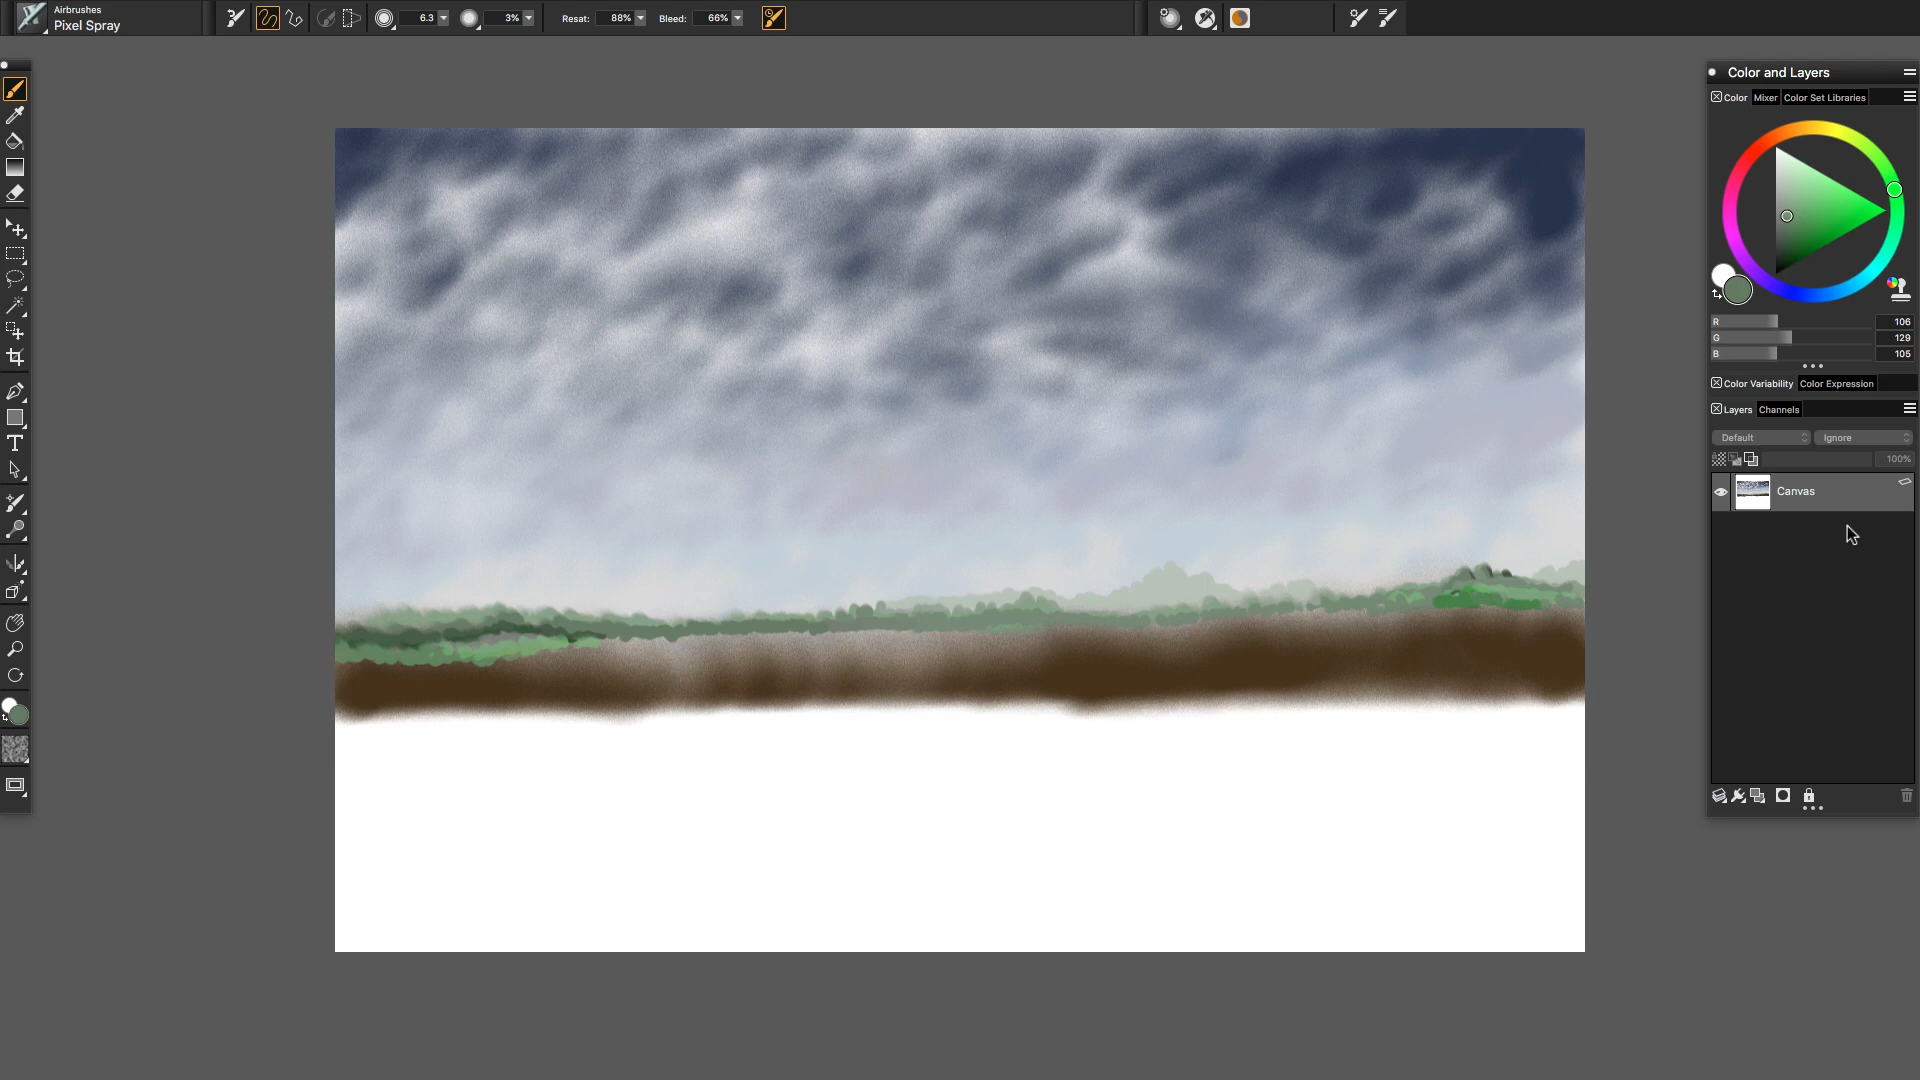 Airbrushes
Pixel Spray
6.3
3%
Resat: 88%
Bleed: 66%
Color and Layers
Color Mixer Color Set Libraries
R 106
G 129
B 105
Color Variability Color Expression
Layers Channels
Default Ignore
100%
Canvas
T